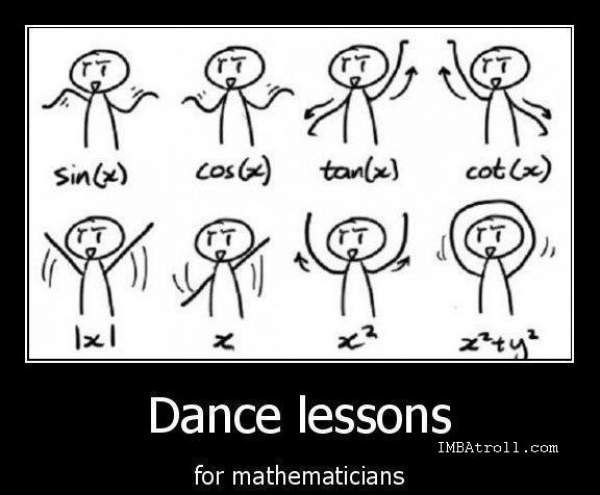 sin(x) cos(x) tan(x) cot(x)
|x| x x² x²+y²
Dance lessons
IMBAtroll.com
for mathematicians